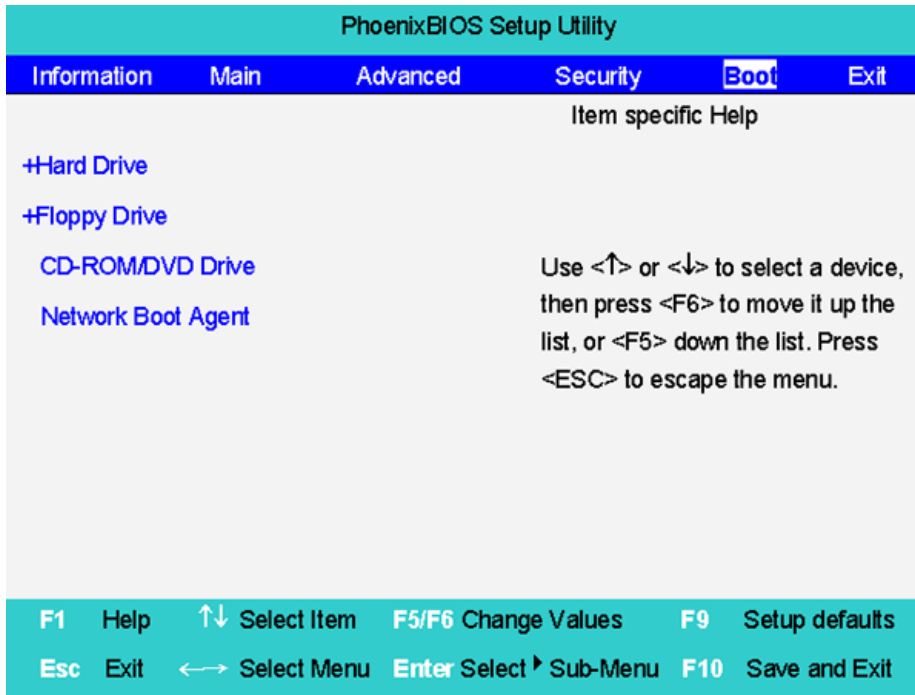 PhoenixBIOS Setup Utility
Information Main Advanced Security Boot Exit
Item specific Help
+Hard Drive
+Floppy Drive
CD-ROM/DVD Drive
Network Boot Agent
Use <↑> or <↓> to select a device,
then press <F6> to move it up the
list, or <F5> down the list. Press
<ESC> to escape the menu.
F1 Help ↑↓ Select Item F5/F6 Change Values F9 Setup defaults
Esc Exit ←→ Select Menu Enter Select ▶ Sub-Menu F10 Save and Exit